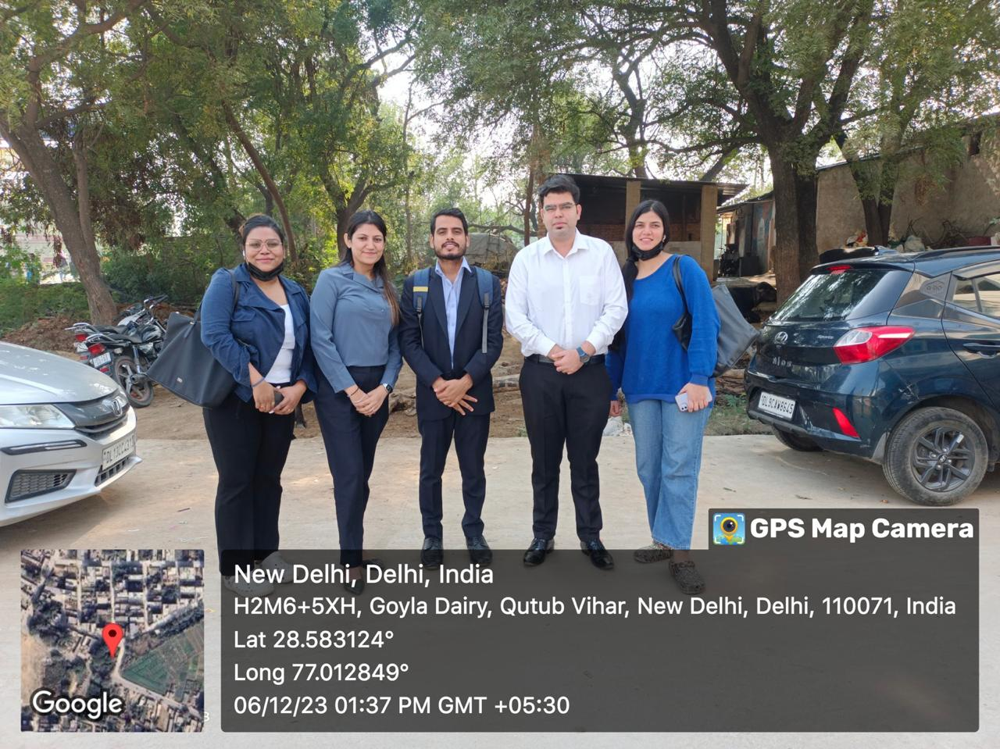 DL9CAW8645
GPS Map Camera
New Delhi, Delhi, India
H2M6+5XH, Goyla Dairy, Qutub Vihar, New Delhi, Delhi, 110071, India
Lat 28.583124°
Long 77.012849°
06/12/23 01:37 PM GMT +05:30
Google